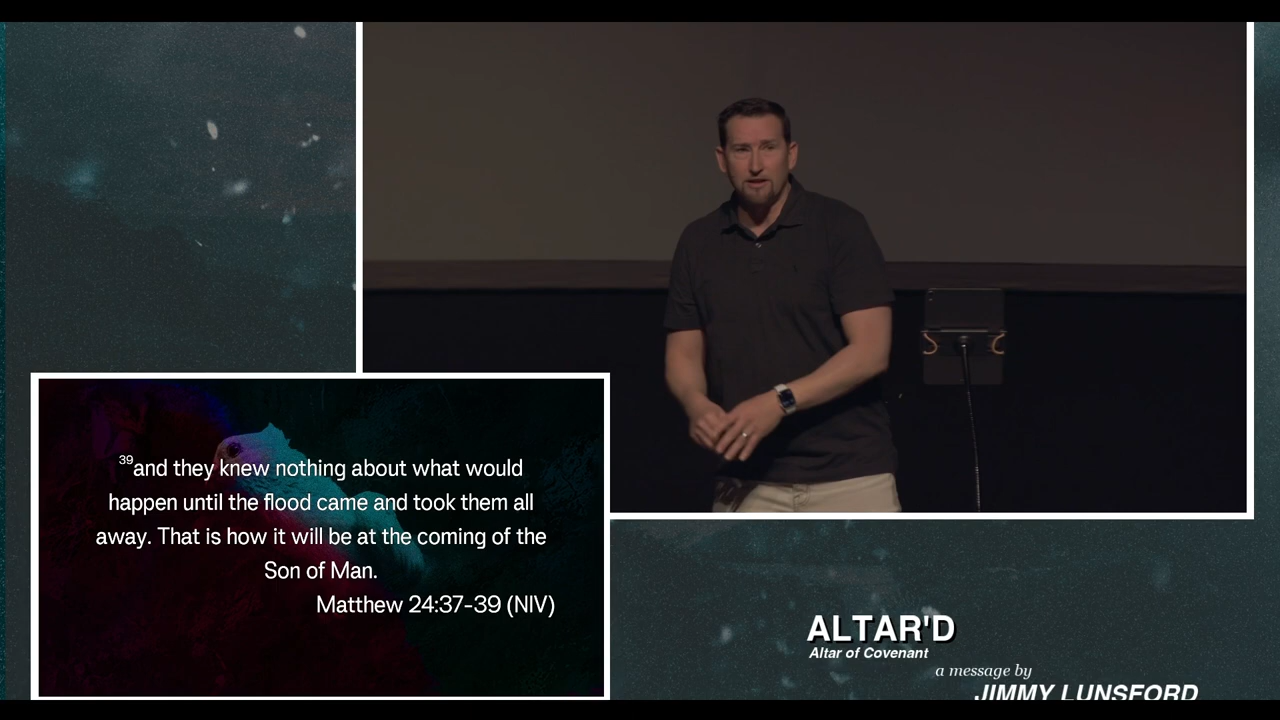 39and they knew nothing about what would
happen until the flood came and took them all
away. That is how it will be at the coming of the
Son of Man.
Matthew 24:37-39 (NIV)
ALTAR'D
Altar of Covenant
a message by
JIMMY LUNSFORD